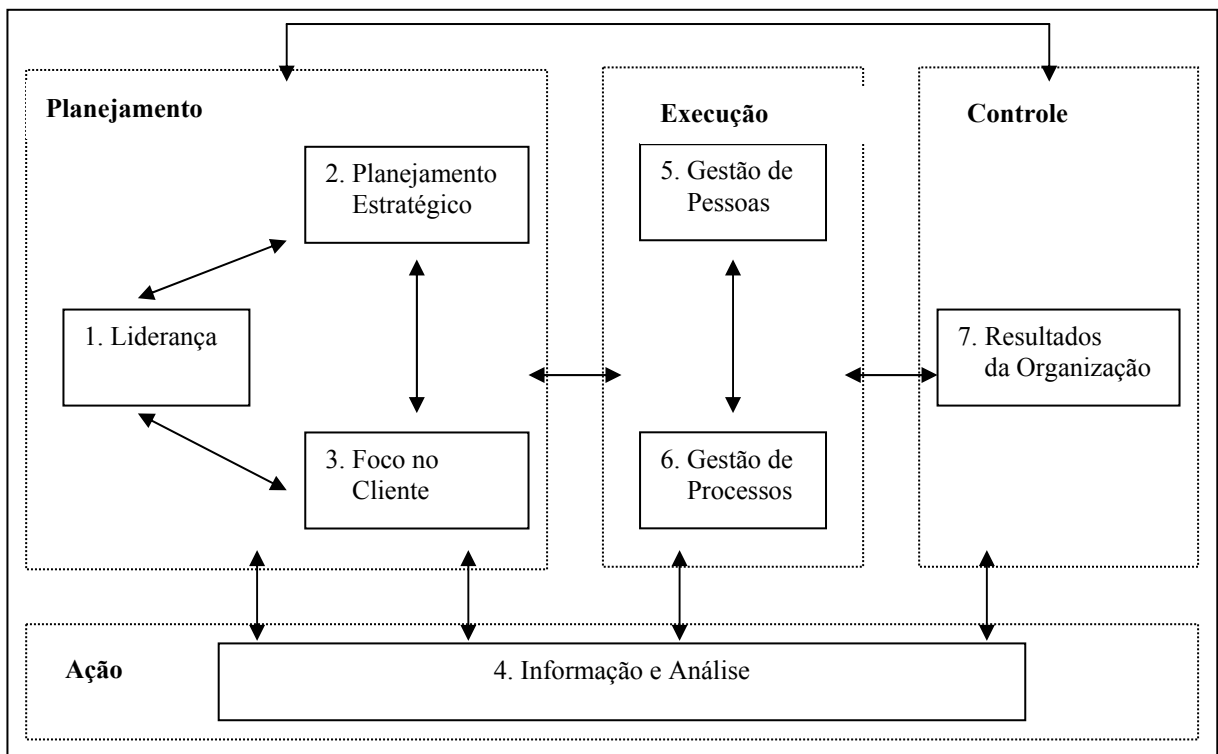 Planejamento
2. Planejamento
Estratégico
1. Liderança
3. Foco no
Cliente
Execução
5. Gestão de
Pessoas
6. Gestão de
Processos
Controle
7. Resultados
da Organização
Ação
4. Informação e Análise